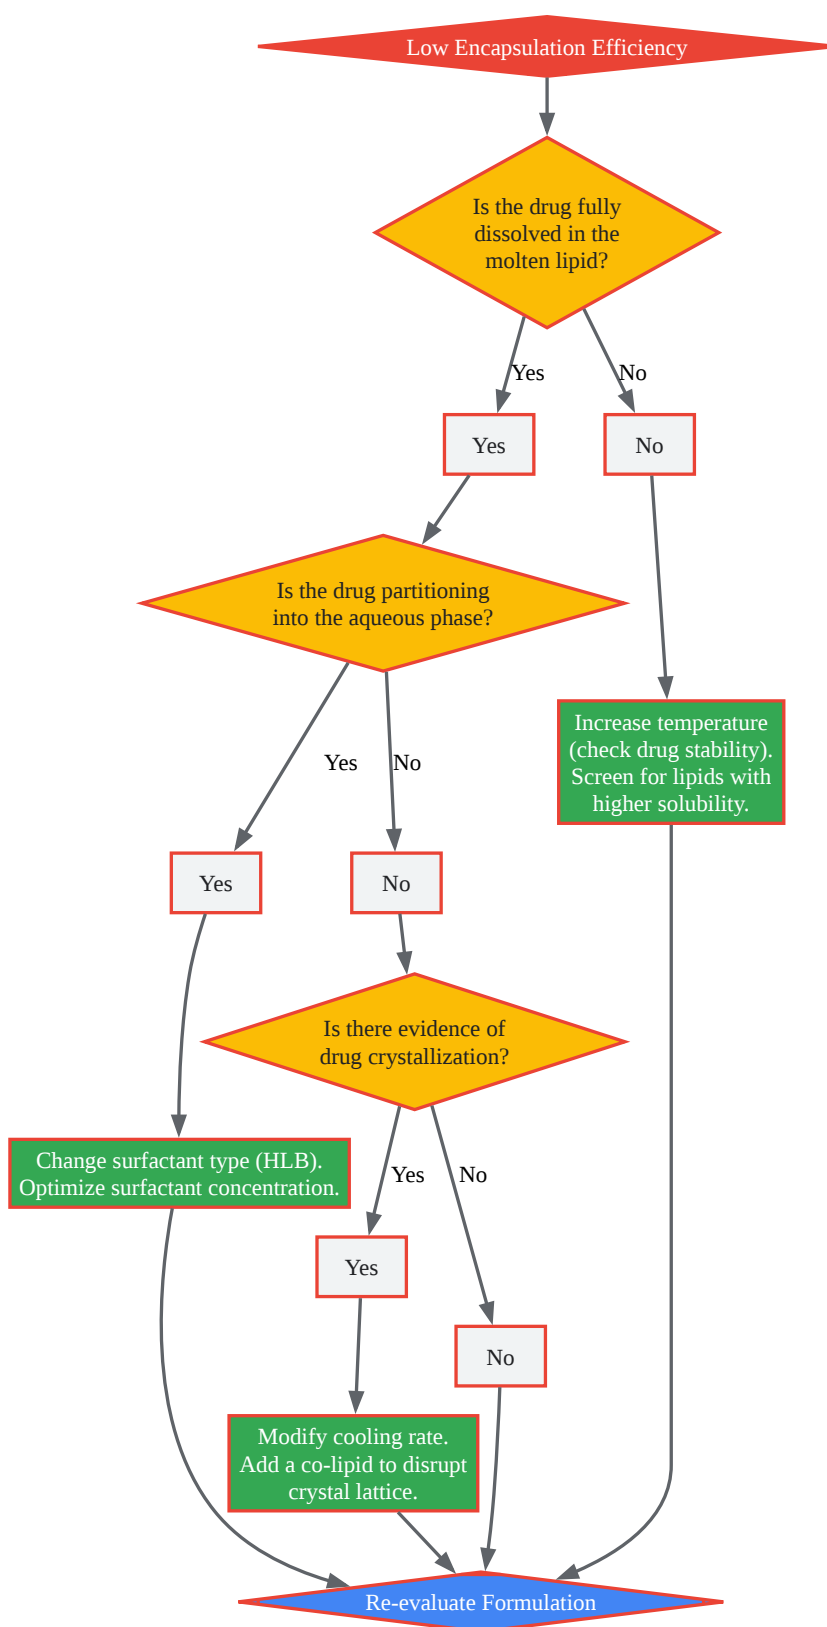 Low Encapsulation Efficiency
Is the drug fully
dissolved in the
molten lipid?
Yes
No
Yes
No
Is the drug partitioning
into the aqueous phase?
Increase temperature
(check drug stability).
Screen for lipids with
higher solubility.
Yes
No
Yes
No
Is there evidence of
drug crystallization?
Change surfactant type (HLB).
Optimize surfactant concentration.
Yes
No
Yes
No
Modify cooling rate.
Add a co-lipid to disrupt
crystal lattice.
Re-evaluate Formulation